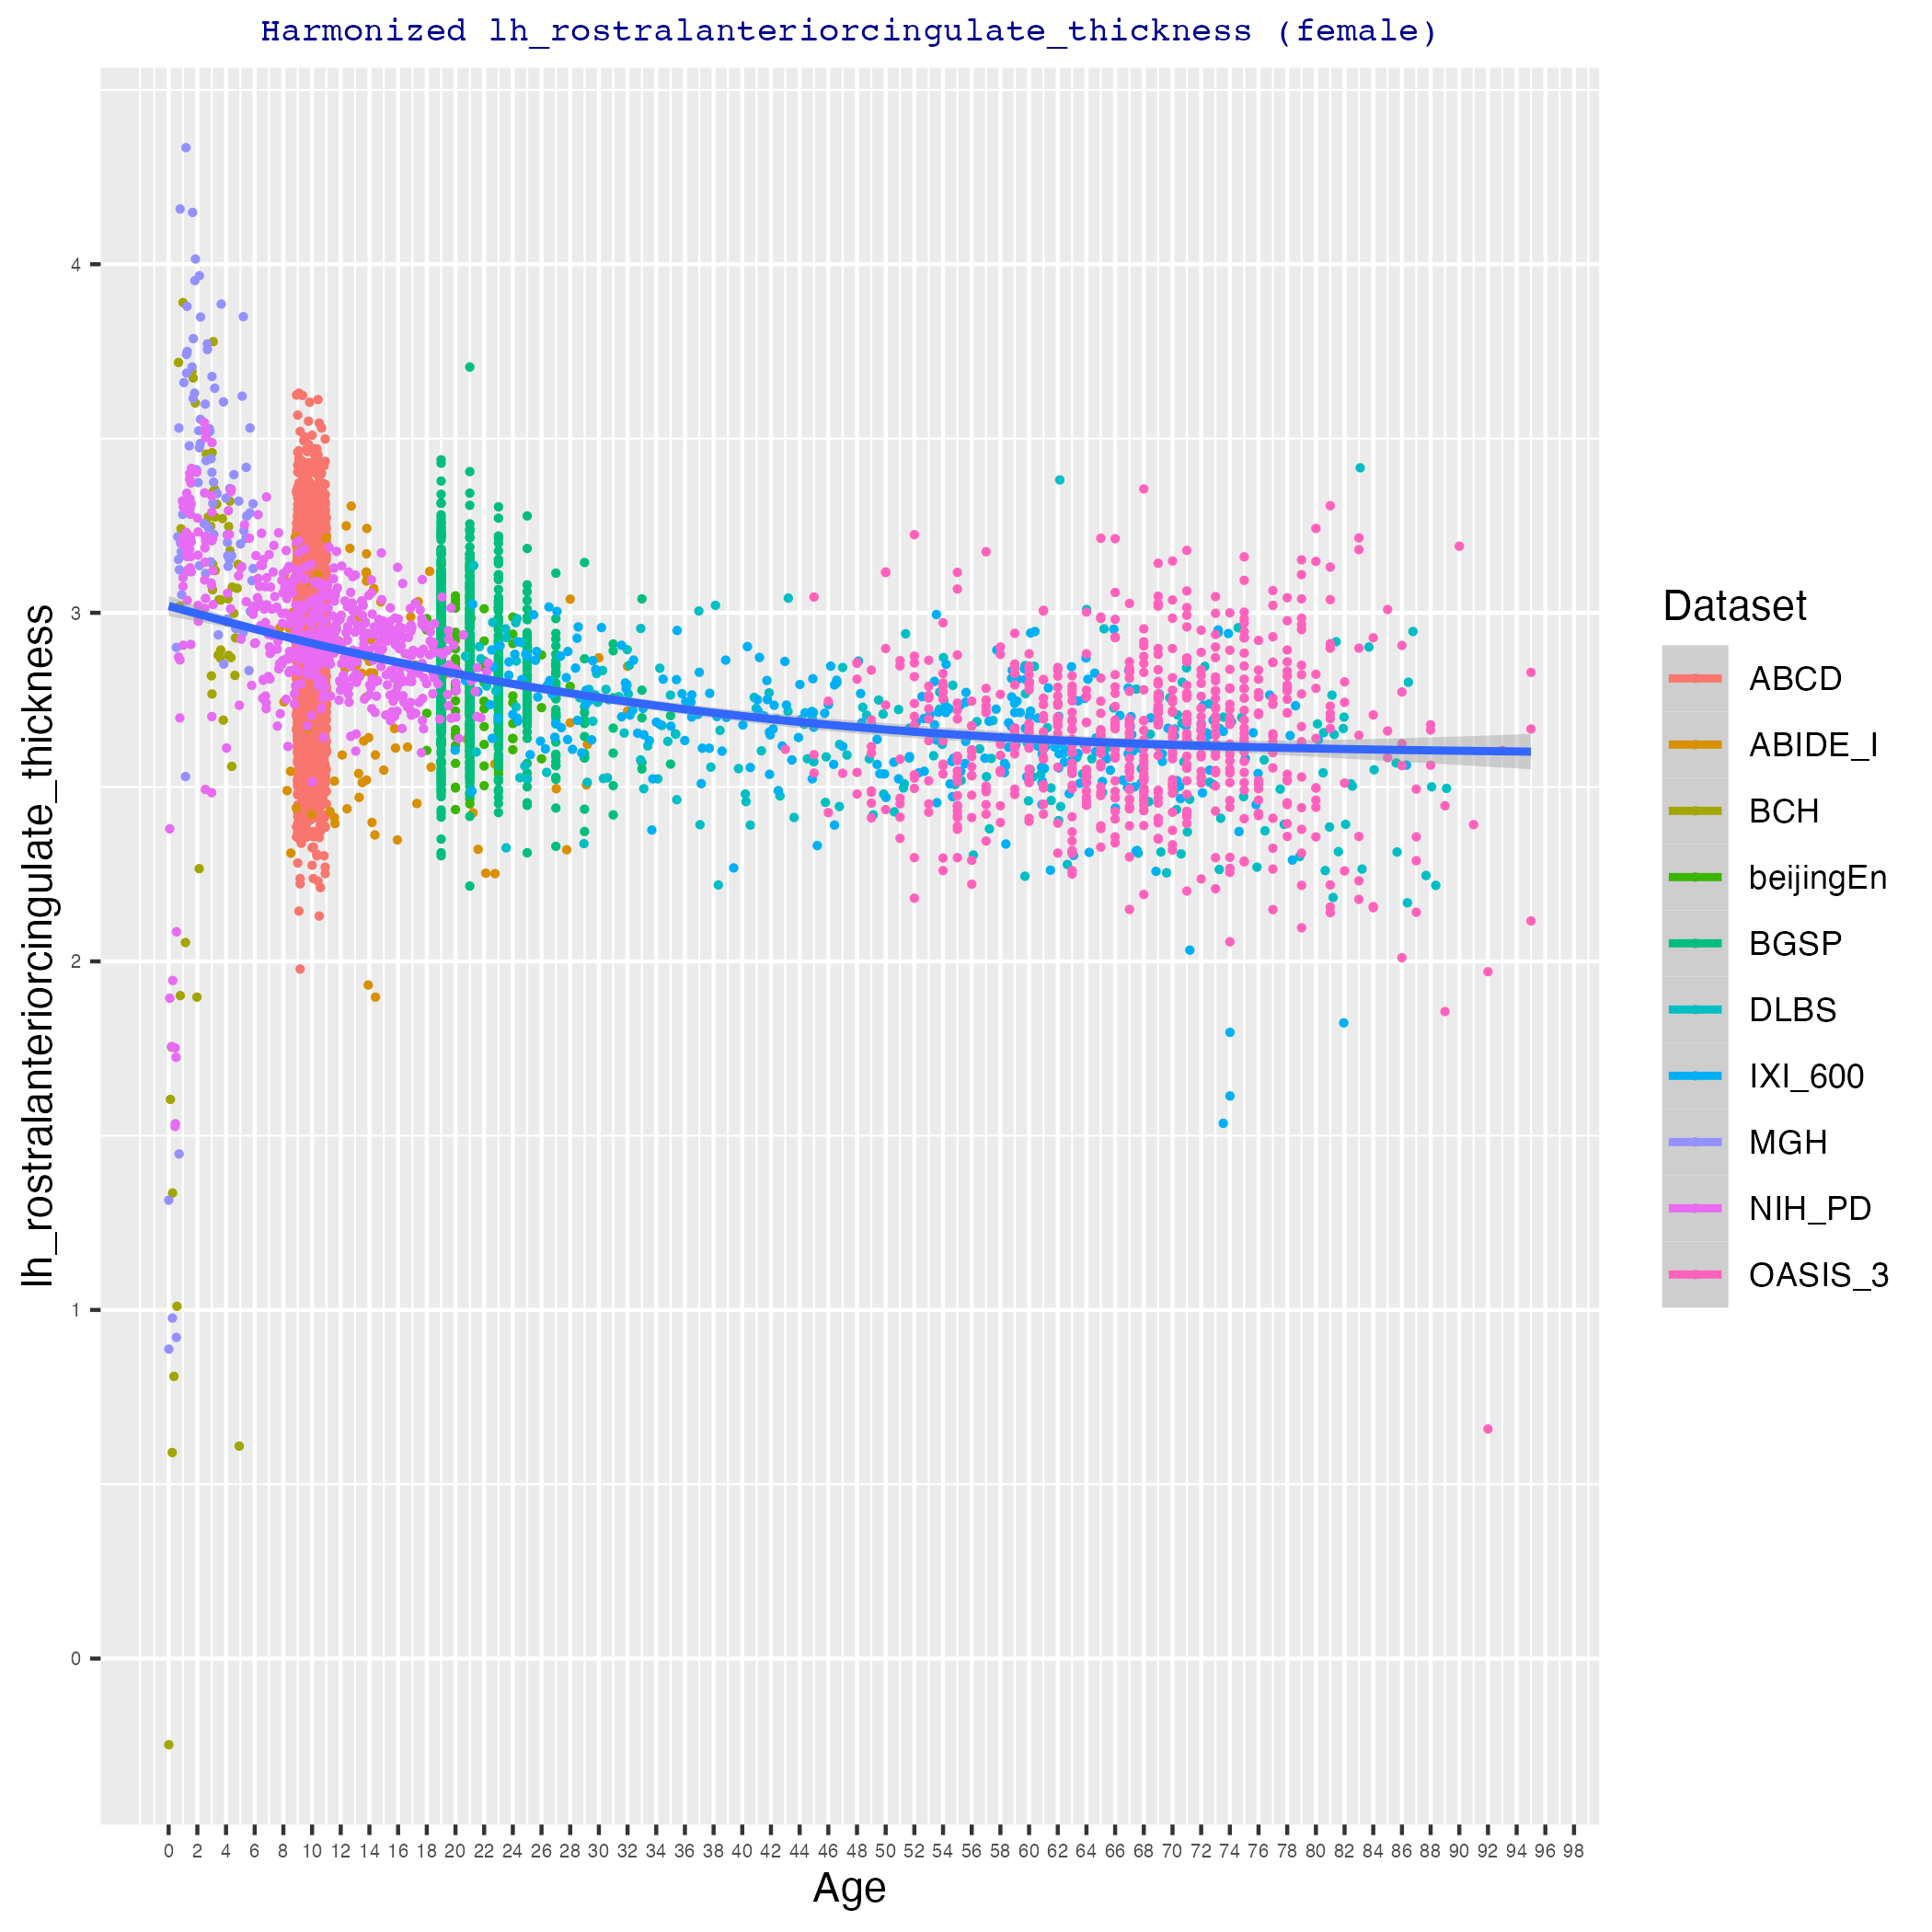 Harmonized lh_rostralanteriorcingulate_thickness (female)
lh_rostralanteriorcingulate_thickness
4
3
2
1
0
0 2 4 6 8 10 12 14 16 18 20 22 24 26 28 30 32 34 36 38 40 42 44 46 48 50 52 54 56 58 60 62 64 66 68 70 72 74 76 78 80 82 84 86 88 90 92 94 96 98
Age
Dataset
ABCD
ABIDE_I
BCH
beijingEn
BGSP
DLBS
IXI_600
MGH
NIH_PD
OASIS_3